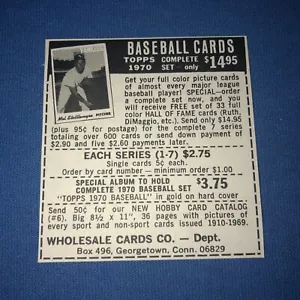 BASEBALL CARDS
TOPPS COMPLETE
1970 SET - only $14.95
Get your full color picture cards
of almost every major league
baseball player! SPECIAL—order
a complete set now, and you
will receive FREE set of 33 full
color HALL OF FAME cards (Ruth,
DiMaggio, etc.). Send only $14.95
(plus 95¢ for postage) for the complete 7 series
totalling over 600 cards or send down payment of
$2.90 and five $2.60 payments later.
EACH SERIES (1-7) $2.75
Single cards 5¢ each.
Order by card number — minimum order $1.00
SPECIAL ALBUM TO HOLD
COMPLETE 1970 BASEBALL SET $3.75
"TOPPS 1970 BASEBALL" in gold on hard cover
Send 50¢ for our NEW HOBBY CARD CATALOG
(#6). Big 8½ x 11", 36 pages with pictures of
every sport and non-sport cards issued 1910-1969.
WHOLESALE CARDS CO. — Dept.
Box 496, Georgetown, Conn. 06829